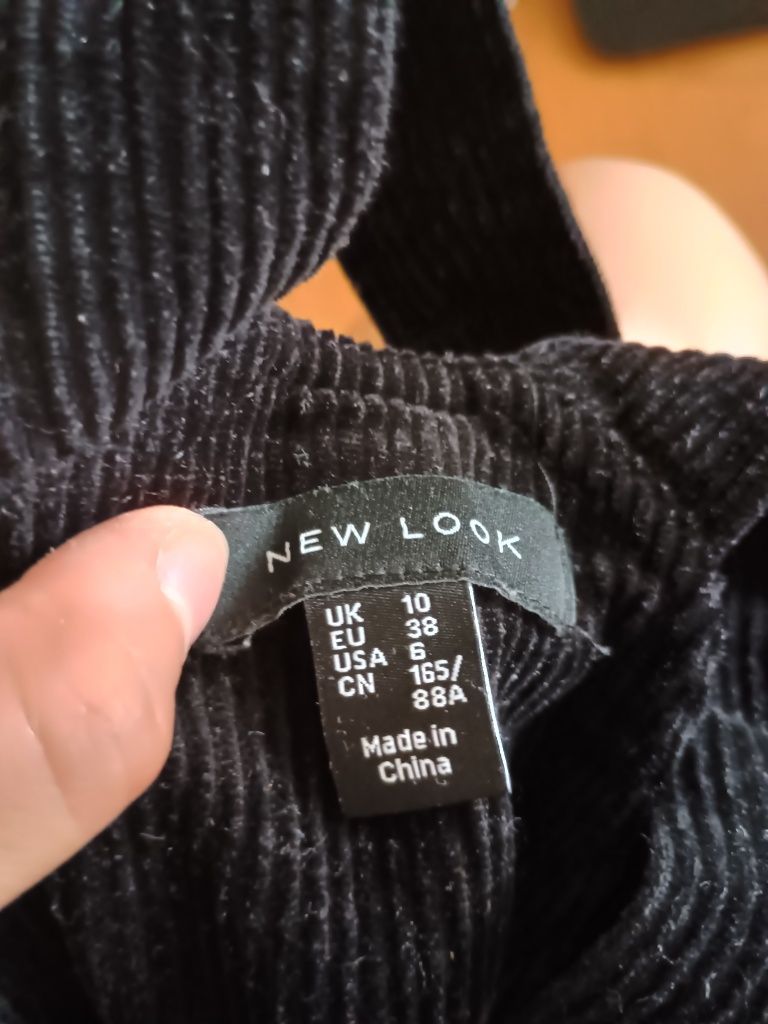 NEW LOOK
UK 10
EU 38
USA 6
CN 165/
88A
Made in
China